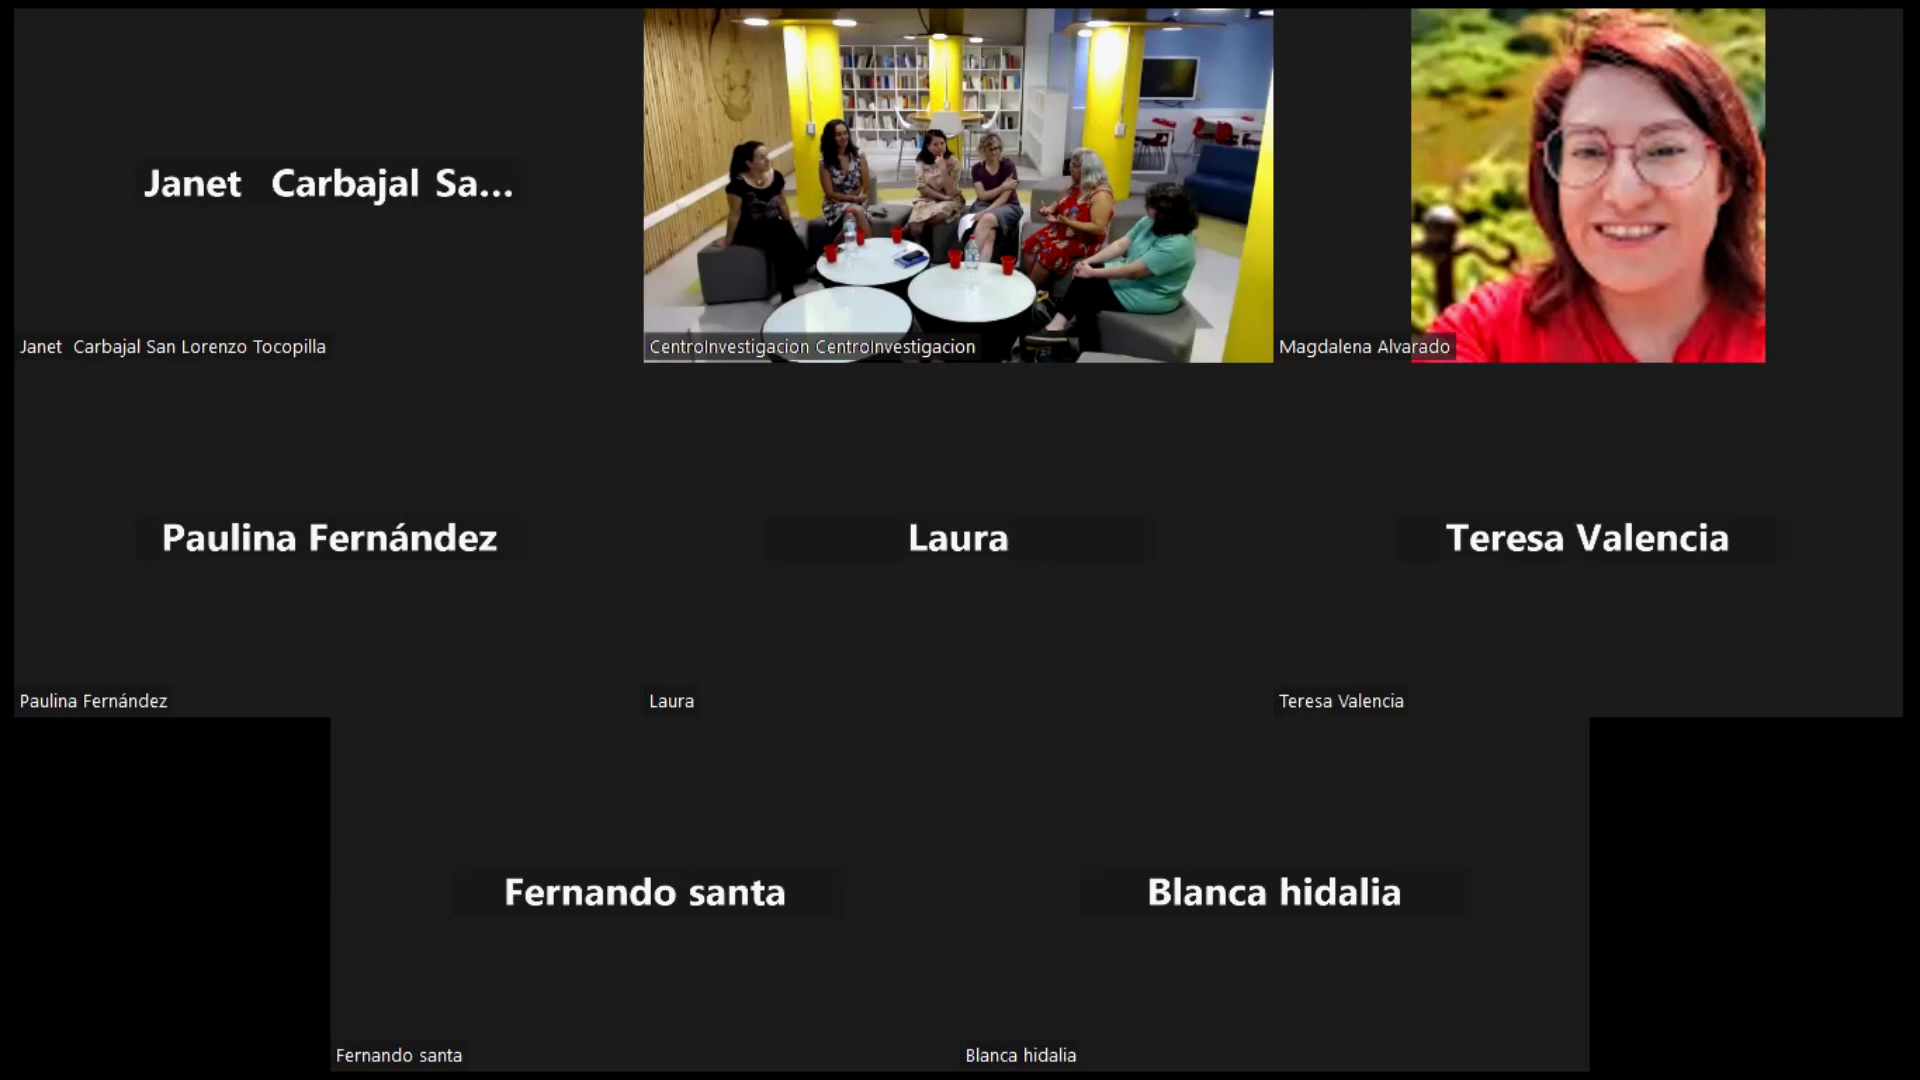 Janet  Carbajal Sa...
Janet  Carbajal San Lorenzo Tocopilla
CentroInvestigacion CentroInvestigacion
Magdalena Alvarado
Paulina Fernández
Laura
Teresa Valencia
Paulina Fernández
Laura
Teresa Valencia
Fernando santa
Blanca hidalia
Fernando santa
Blanca hidalia